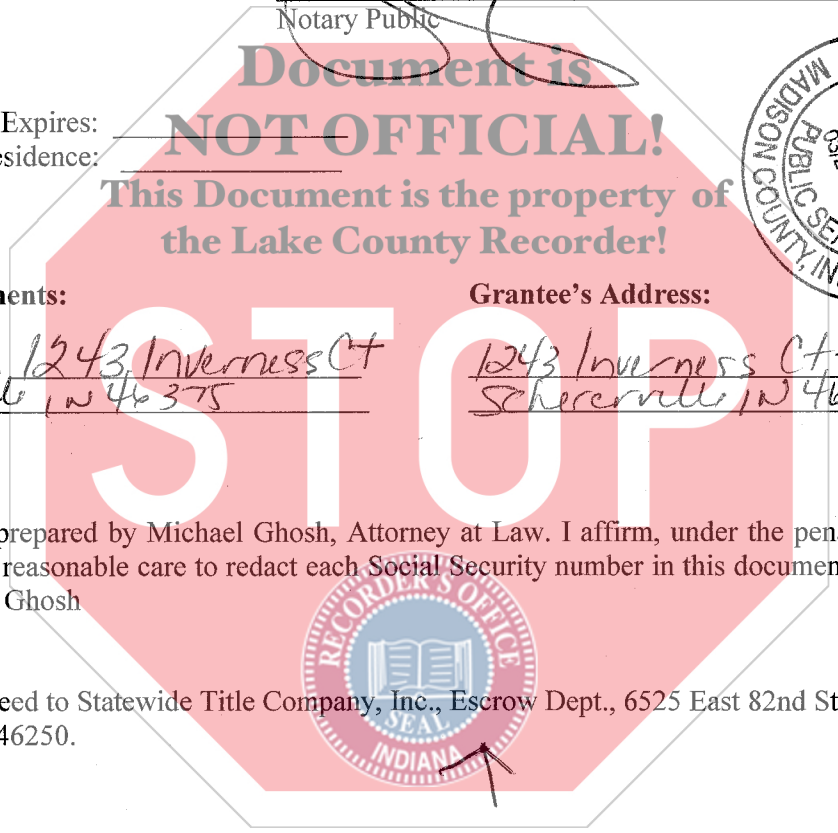 Notary Public
Document is
Expires:
NOT OFFICIAL!
esidence:
This Document is the property of
the Lake County Recorder!
MADISON COUNTY, IN
PUBLIC SE
ents:
Grantee's Address:
1243 Inverness Ct
1243 Inverness Ct
IN 46375
Schererville, IN 46
STOP
prepared by Michael Ghosh, Attorney at Law. I affirm, under the pen
reasonable care to redact each Social Security number in this documen
Ghosh
RECORDER'S OFFICE
eed to Statewide Title Company, Inc., Escrow Dept., 6525 East 82nd St
SEAL
46250.
INDIANA